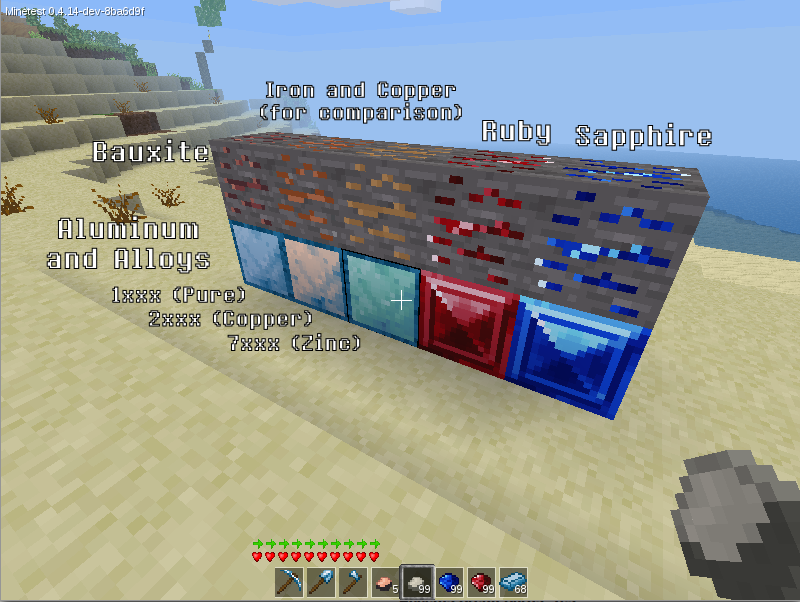 Minetest 0.4.14-dev-8ba6d9f
Iron and Copper
(for comparison)
Ruby
Sapphire
Bauxite
Aluminum
and Alloys
1xxx (Pure)
2xxx (Copper)
7xxx (Zinc)
5
99
99
99
68